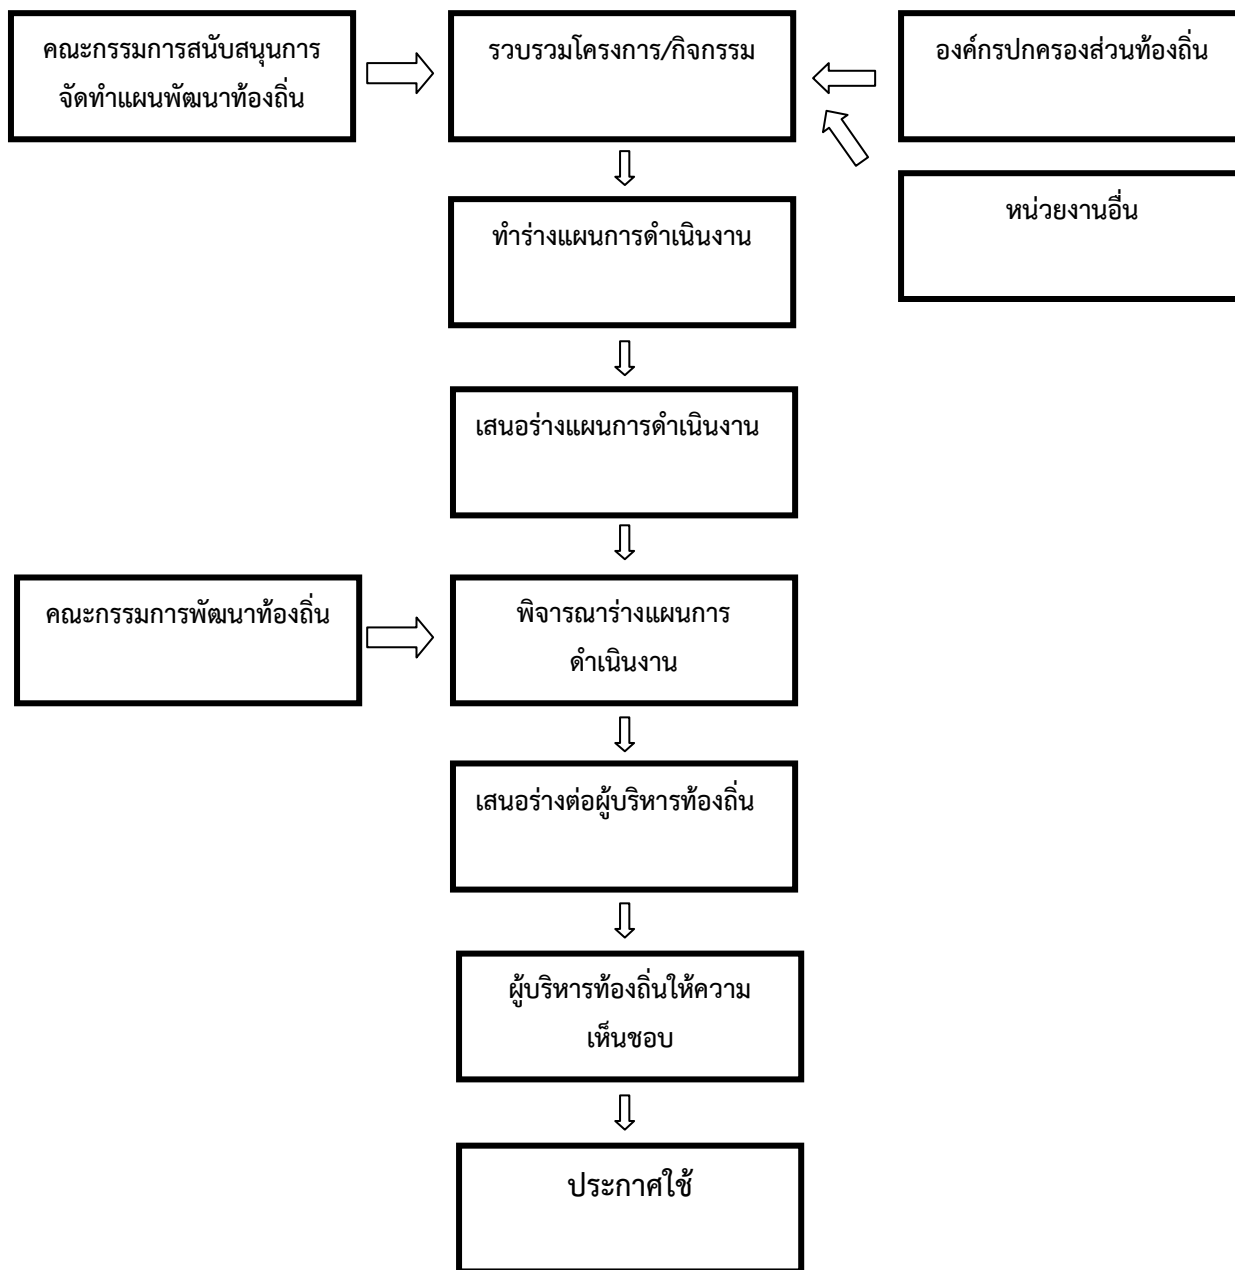 คณะกรรมการสนับสนุนการ
จัดทำแผนพัฒนาท้องถิ่น
รวบรวมโครงการ/กิจกรรม
องค์กรปกครองส่วนท้องถิ่น
หน่วยงานอื่น
ทำร่างแผนการดำเนินงาน
เสนอร่างแผนการดำเนินงาน
คณะกรรมการพัฒนาท้องถิ่น
พิจารณาร่างแผนการ
ดำเนินงาน
เสนอร่างต่อผู้บริหารท้องถิ่น
ผู้บริหารท้องถิ่นให้ความ
เห็นชอบ
ประกาศใช้